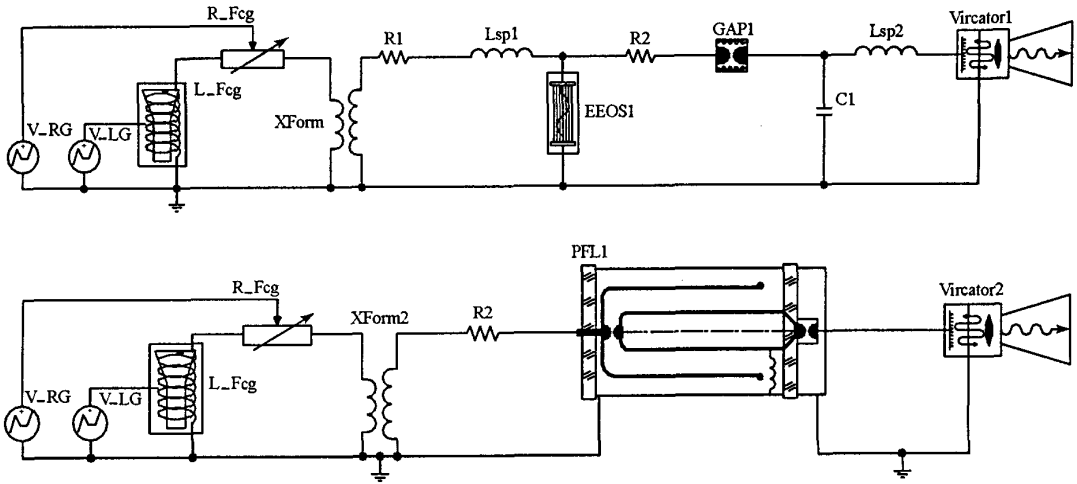 R_Fcg
L_Fcg
V_RG
V_LG
XForm
R1
Lsp1
EEOS1
R2
GAP1
C1
Lsp2
Vircator1
R_Fcg
L_Fcg
V_RG
V_LG
XForm2
R2
PFL1
Vircator2